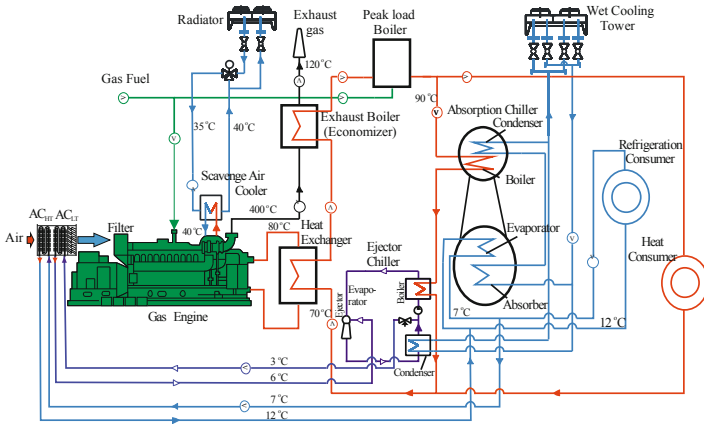 Radiator
Exhaust
gas
Peak load
Boiler
Wet Cooling
Tower
120°C
Gas Fuel
90°C
35°C
40°C
Exhaust Boiler
(Economizer)
Absorption Chiller
Condenser
Refrigeration
Consumer
Scavenge Air
Cooler
Boiler
400°C
AC HT
AC LT
Air
Filter
40°C
80°C
Heat
Exchanger
Ejector
Chiller
Evaporator
Heat Consumer
Boiler
Evapo-
rator
Ejector
Absorber
Gas Engine
70°C
7°C
12°C
3°C
6°C
Condenser
7°C
12°C